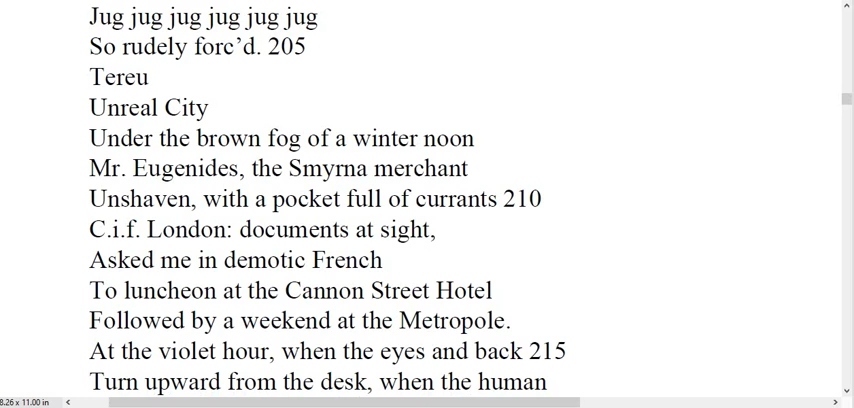 Jug jug jug jug jug jug
So rudely forc’d. 205
Tereu
Unreal City
Under the brown fog of a winter noon
Mr. Eugenides, the Smyrna merchant
Unshaven, with a pocket full of currants 210
C.i.f. London: documents at sight,
Asked me in demotic French
To luncheon at the Cannon Street Hotel
Followed by a weekend at the Metropole.
At the violet hour, when the eyes and back 215
Turn upward from the desk, when the human
8.26 x 11.00 in